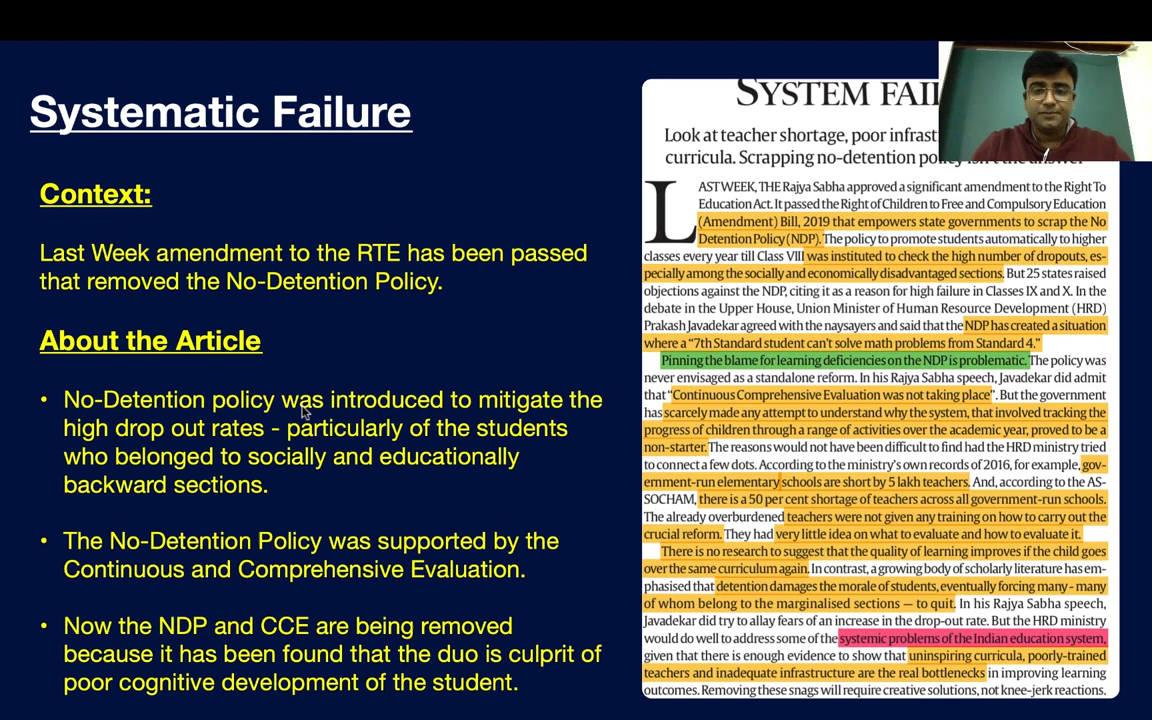 Systematic Failure
Context:
Last Week amendment to the RTE has been passed
that removed the No-Detention Policy.
About the Article
• No-Detention policy was introduced to mitigate the
high drop out rates - particularly of the students
who belonged to socially and educationally
backward sections.
• The No-Detention Policy was supported by the
Continuous and Comprehensive Evaluation.
• Now the NDP and CCE are being removed
because it has been found that the duo is culprit of
poor cognitive development of the student.
SYSTEM FAIL
Look at teacher shortage, poor infrast
curricula. Scrapping no-detention policy isn't the answer
LAST WEEK, THE Rajya Sabha approved a significant amendment to the Right To
Education Act. It passed the Right of Children to Free and Compulsory Education
(Amendment) Bill, 2019 that empowers state governments to scrap the No
Detention Policy (NDP). The policy to promote students automatically to higher
classes every year till Class VIII was instituted to check the high number of dropouts, es-
pecially among the socially and economically disadvantaged sections. But 25 states raised
objections against the NDP, citing it as a reason for high failure in Classes IX and X. In the
debate in the Upper House, Union Minister of Human Resource Development (HRD)
Prakash Javadekar agreed with the naysayers and said that the NDP has created a situation
where a "7th Standard student can't solve math problems from Standard 4."
Pinning the blame for learning deficiencies on the NDP is problematic. The policy was
never envisaged as a standalone reform. In his Rajya Sabha speech, Javadekar did admit
that "Continuous Comprehensive Evaluation was not taking place". But the government
has scarcely made any attempt to understand why the system, that involved tracking the
progress of children through a range of activities over the academic year, proved to be a
non-starter. The reasons would not have been difficult to find had the HRD ministry tried
to connect a few dots. According to the ministry's own records of 2016, for example, gov-
ernment-run elementary schools are short by 5 lakh teachers. And, according to the AS-
SOCHAM, there is a 50 per cent shortage of teachers across all government-run schools.
The already overburdened teachers were not given any training on how to carry out the
crucial reform. They had very little idea on what to evaluate and how to evaluate it.
There is no research to suggest that the quality of learning improves if the child goes
over the same curriculum again. In contrast, a growing body of scholarly literature has em-
phasised that detention damages the morale of students, eventually forcing many - many
of whom belong to the marginalised sections — to quit. In his Rajya Sabha speech,
Javadekar did try to allay fears of an increase in the drop-out rate. But the HRD ministry
would do well to address some of the systemic problems of the Indian education system,
given that there is enough evidence to show that uninspiring curricula, poorly-trained
teachers and inadequate infrastructure are the real bottlenecks in improving learning
outcomes. Removing these snags will require creative solutions, not knee-jerk reactions.